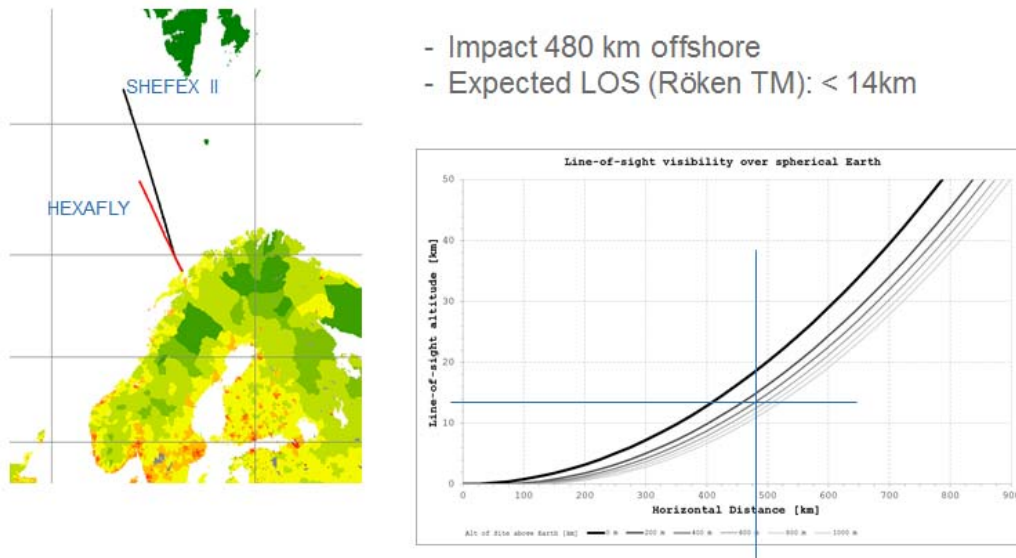 - Impact 480 km offshore
- Expected LOS (Röken TM): < 14km
SHEFEX II
HEXAFLY
Line-of-sight visibility over spherical Earth
Line-of-sight altitude [km]
50
40
30
20
10
0
0 100 200 300 400 500 600 700 800 900
Horizontal Distance [km]
Alt of Site above Earth [km] 0 m 200 m 400 m 600 m 800 m 1000 m